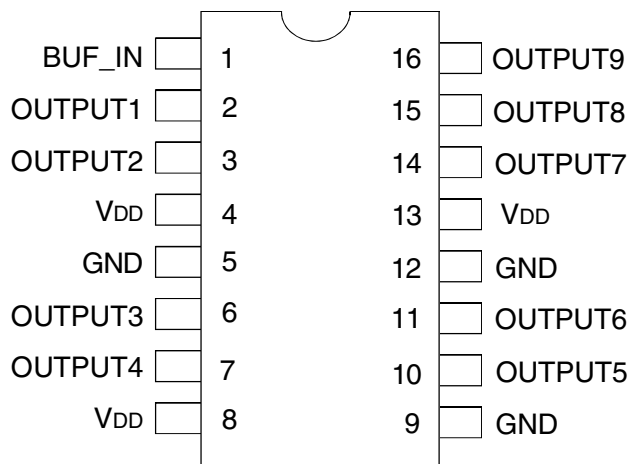 BUF_IN 1 16 OUTPUT9
OUTPUT1 2 15 OUTPUT8
OUTPUT2 3 14 OUTPUT7
VDD 4 13 VDD
GND 5 12 GND
OUTPUT3 6 11 OUTPUT6
OUTPUT4 7 10 OUTPUT5
VDD 8 9 GND